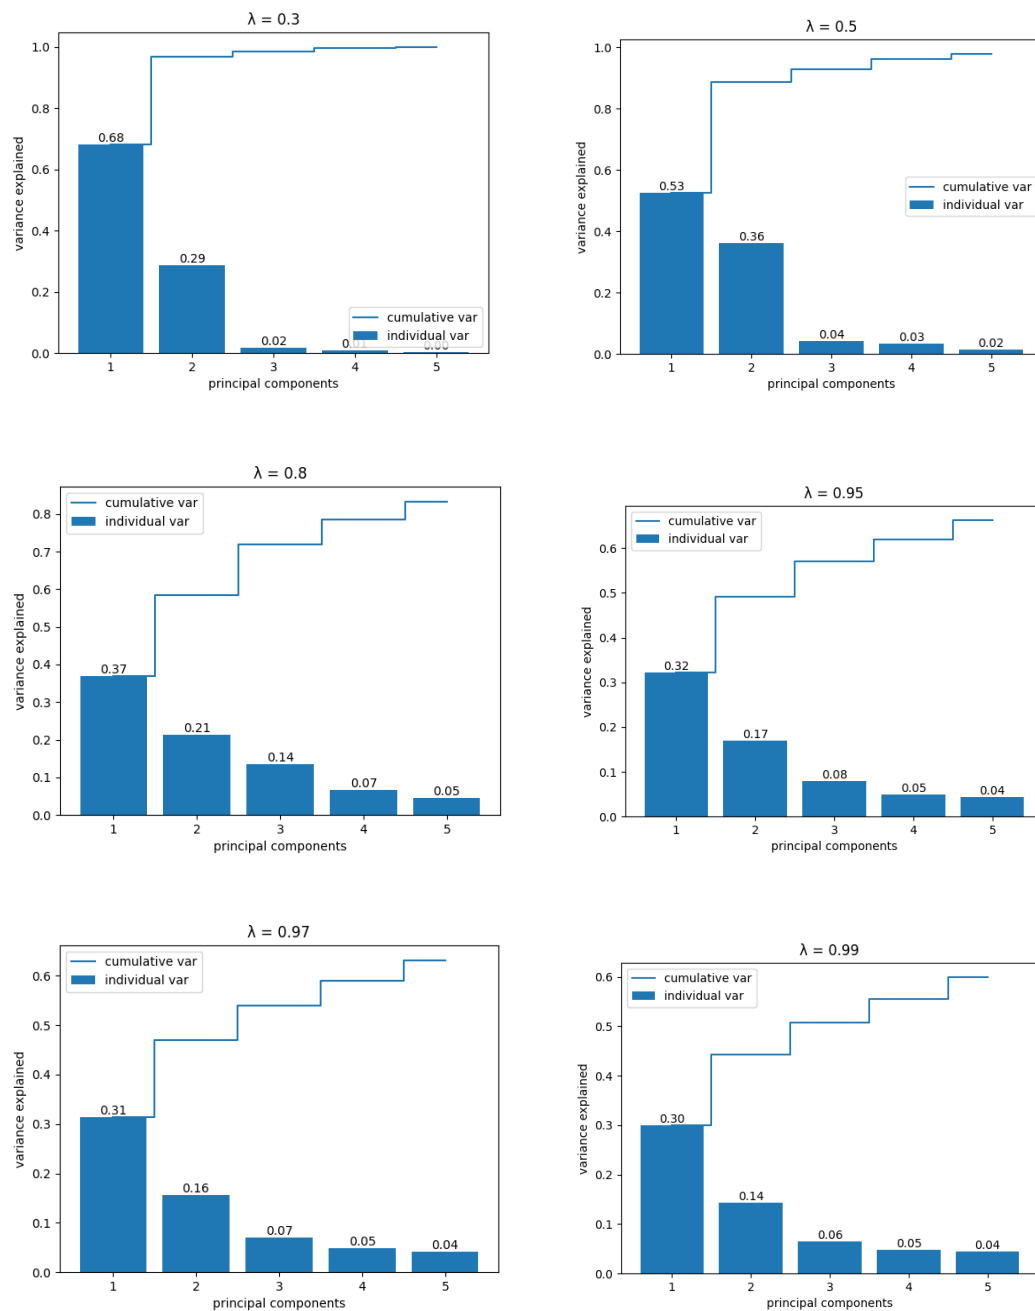 λ = 0.3
variance explained
1.0
0.8
0.6
0.4
0.2
0.0
0.68
0.29
0.02
0.01
0.00
cumulative var
individual var
1 2 3 4 5
principal components
λ = 0.5
variance explained
1.0
0.8
0.6
0.4
0.2
0.0
0.53
0.36
0.04
0.03
0.02
cumulative var
individual var
1 2 3 4 5
principal components
λ = 0.8
variance explained
0.8
0.7
0.6
0.5
0.4
0.3
0.2
0.1
0.0
cumulative var
individual var
0.37
0.21
0.14
0.07
0.05
1 2 3 4 5
principal components
λ = 0.95
variance explained
0.6
0.5
0.4
0.3
0.2
0.1
0.0
cumulative var
individual var
0.32
0.17
0.08
0.05
0.04
1 2 3 4 5
principal components
λ = 0.97
variance explained
0.6
0.5
0.4
0.3
0.2
0.1
0.0
cumulative var
individual var
0.31
0.16
0.07
0.05
0.04
1 2 3 4 5
principal components
λ = 0.99
variance explained
0.6
0.5
0.4
0.3
0.2
0.1
0.0
cumulative var
individual var
0.30
0.14
0.06
0.05
0.04
1 2 3 4 5
principal components